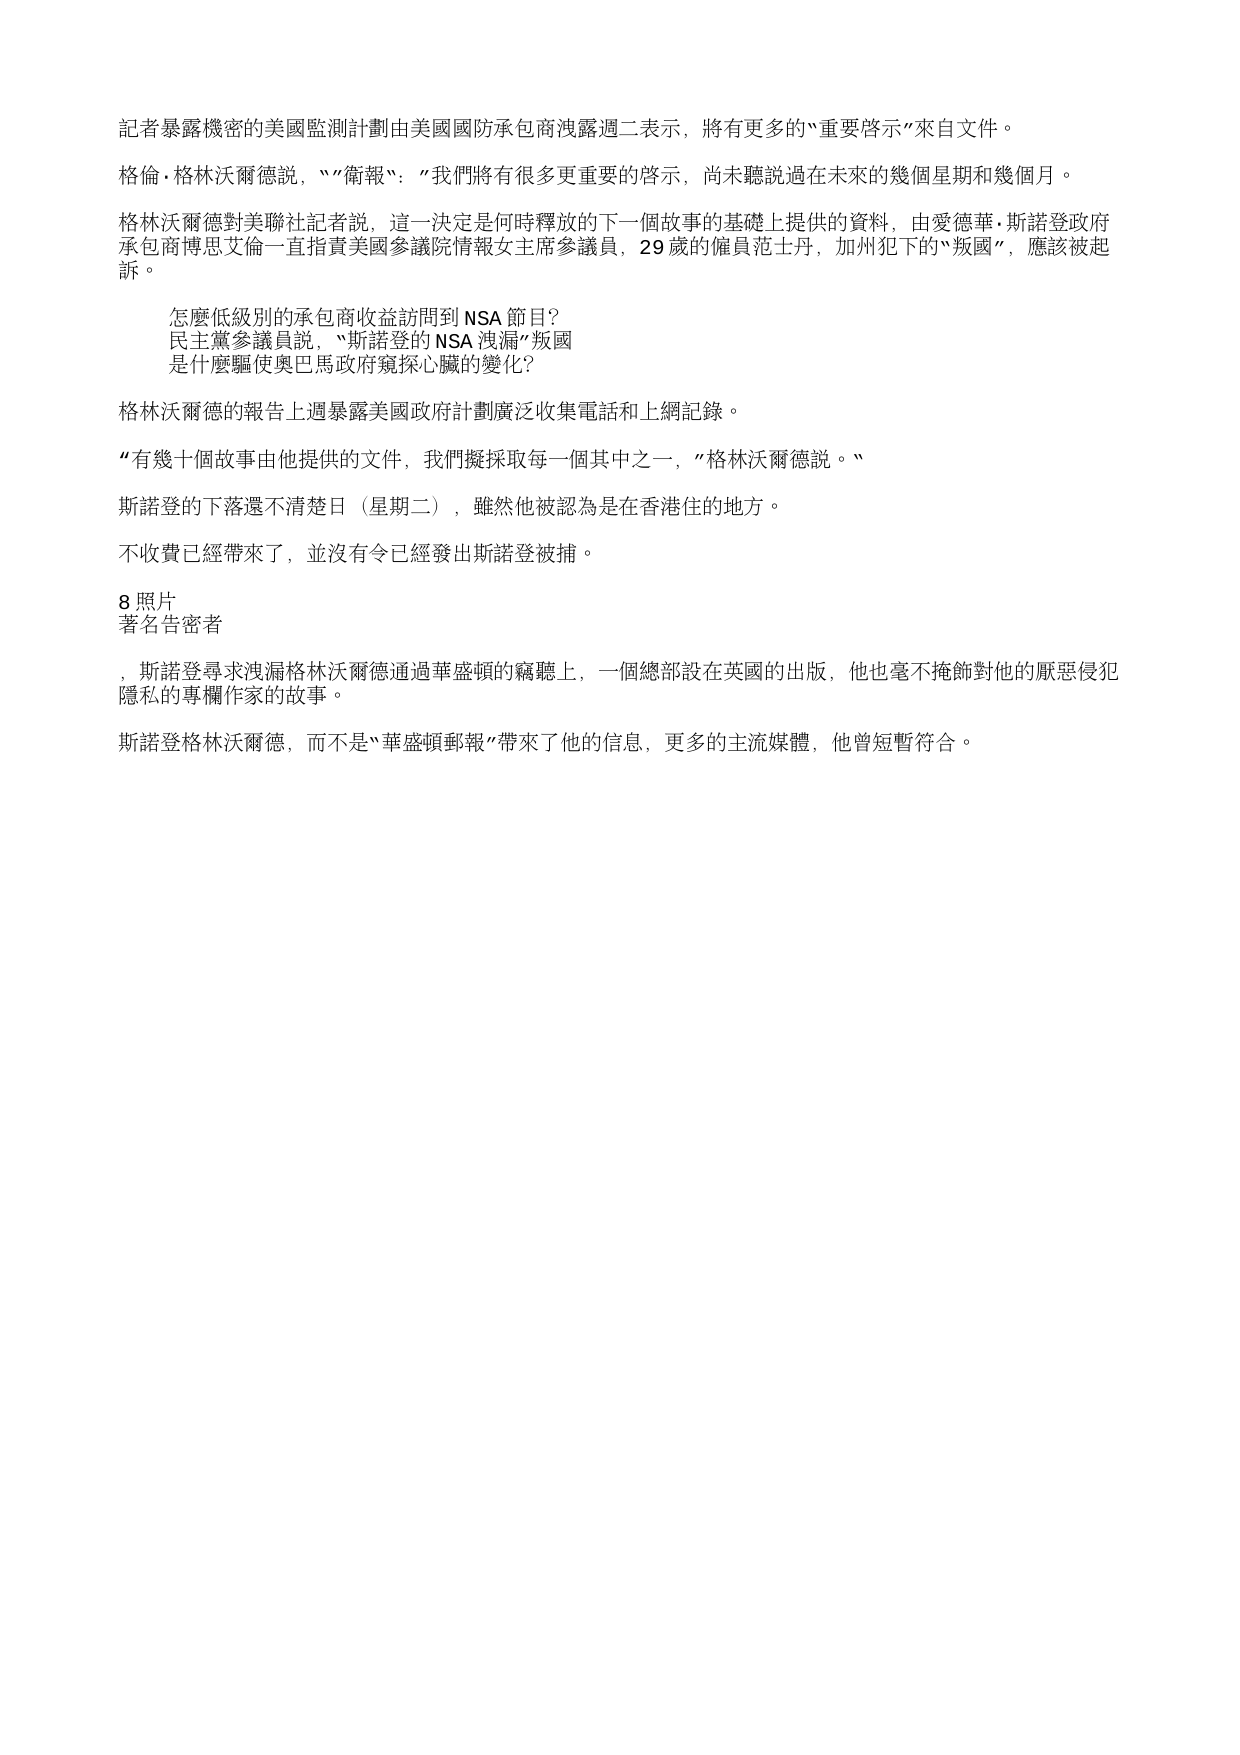 記者暴露機密的美國監測計劃由美國國防承包商洩露週二表示，將有更多的“重要啓示”來自文件。
格倫·格林沃爾德説，“”衛報“：”我們將有很多更重要的啓示，尚未聽説過在未來的幾個星期和幾個月。
格林沃爾德對美聯社記者説，這一決定是何時釋放的下一個故事的基礎上提供的資料，由愛德華·斯諾登政府
承包商博思艾倫一直指責美國參議院情報女主席參議員，29 歲的僱員范士丹，加州犯下的“叛國”，應該被起
訴。
怎麼低級別的承包商收益訪問到 NSA 節目？
民主黨參議員説，“斯諾登的 NSA 洩漏”叛國
是什麼驅使奧巴馬政府窺探心臟的變化？
格林沃爾德的報告上週暴露美國政府計劃廣泛收集電話和上網記錄。
“有幾十個故事由他提供的文件，我們擬採取每一個其中之一，”格林沃爾德説。“
斯諾登的下落還不清楚日（星期二），雖然他被認為是在香港住的地方。
不收費已經帶來了，並沒有令已經發出斯諾登被捕。
8 照片
著名告密者
，斯諾登尋求洩漏格林沃爾德通過華盛頓的竊聽上，一個總部設在英國的出版，他也毫不掩飾對他的厭惡侵犯
隱私的專欄作家的故事。
斯諾登格林沃爾德，而不是“華盛頓郵報”帶來了他的信息，更多的主流媒體，他曾短暫符合。